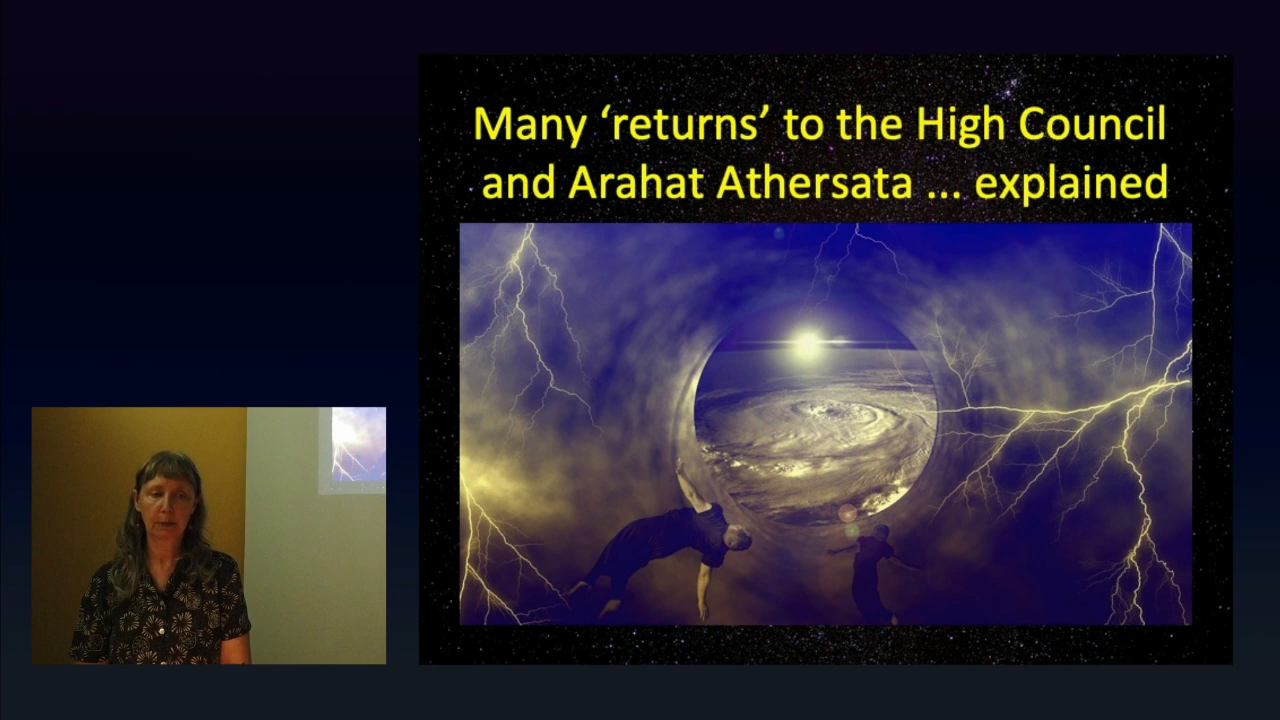 Many ‘returns’ to the High Council
and Arahat Athersata ... explained